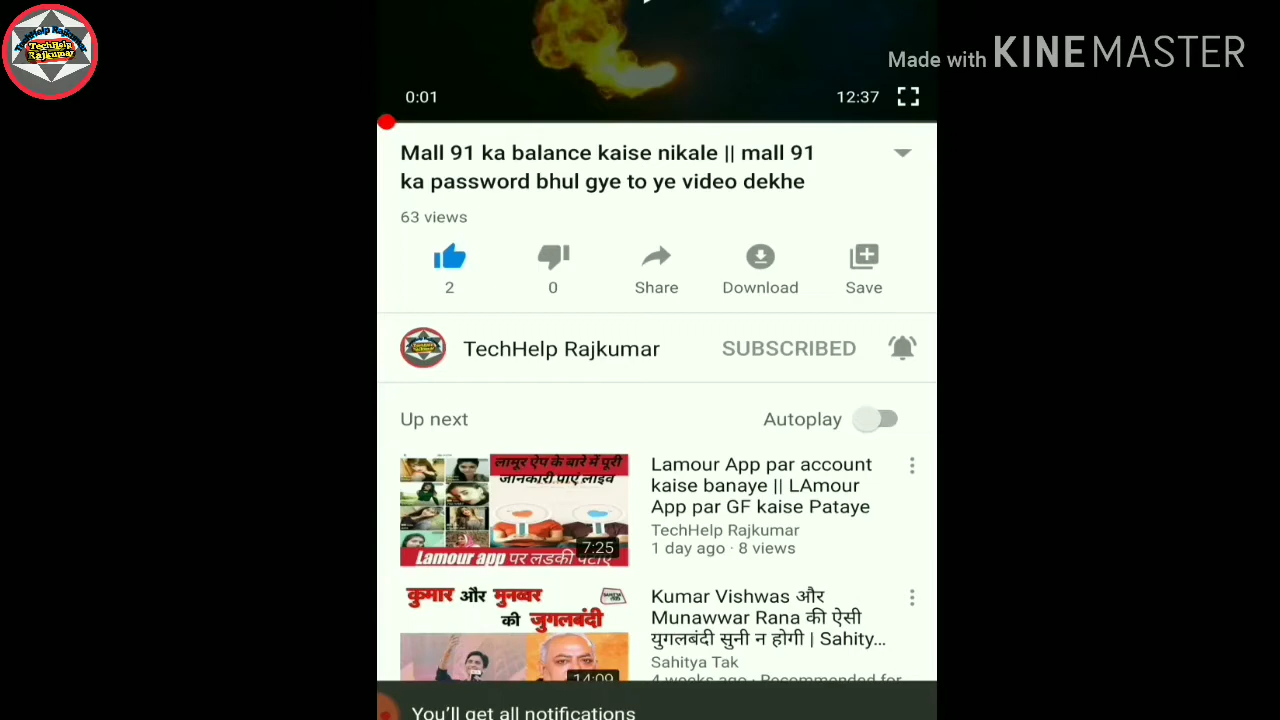 TechHelp Rajkumar
TechHelp
Rajkumar
Made with KINEMASTER
0:01
12:37
Mall 91 ka balance kaise nikale || mall 91
ka password bhul gye to ye video dekhe
63 views
2
0
Share
Download
Save
TechHelp Rajkumar
SUBSCRIBED
Up next
Autoplay
लामूर ऐप के बारे में पूरी
जानकारी पाएं लाइव
7:25
Lamour app पर लडकी पटाएं
Lamour App par account
kaise banaye || LAmour
App par GF kaise Pataye
TechHelp Rajkumar
1 day ago · 8 views
कुमार और मुनव्वर
की जुगलबंदी
14:09
Kumar Vishwas और
Munawwar Rana की ऐसी
युगलबंदी सुनी न होगी | Sahity...
Sahitya Tak
4 weeks ago · Recommended for
You'll get all notifications